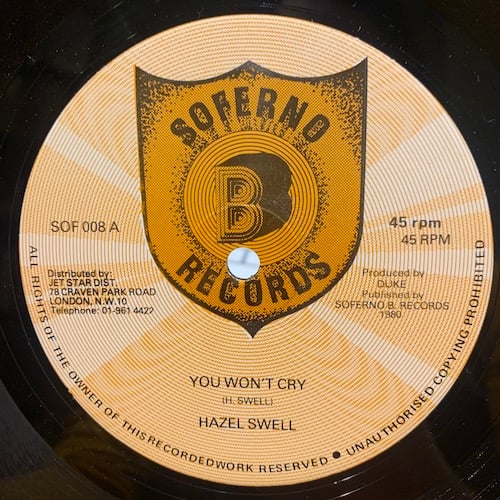 SOFERNO
B
RECORDS
SOF 008 A
45 rpm
45 RPM
Distributed by:
JET STAR DIST.
78 CRAVEN PARK ROAD
LONDON, N.W.10
Telephone: 01-961 4422
Produced by
DUKE
Published by
SOFERNO B. RECORDS
1980.
YOU WON'T CRY
(H. SWELL)
HAZEL SWELL
ALL RIGHTS OF THE OWNER OF THIS RECORDED WORK RESERVED ● UNAUTHORISED COPYING PROHIBITED